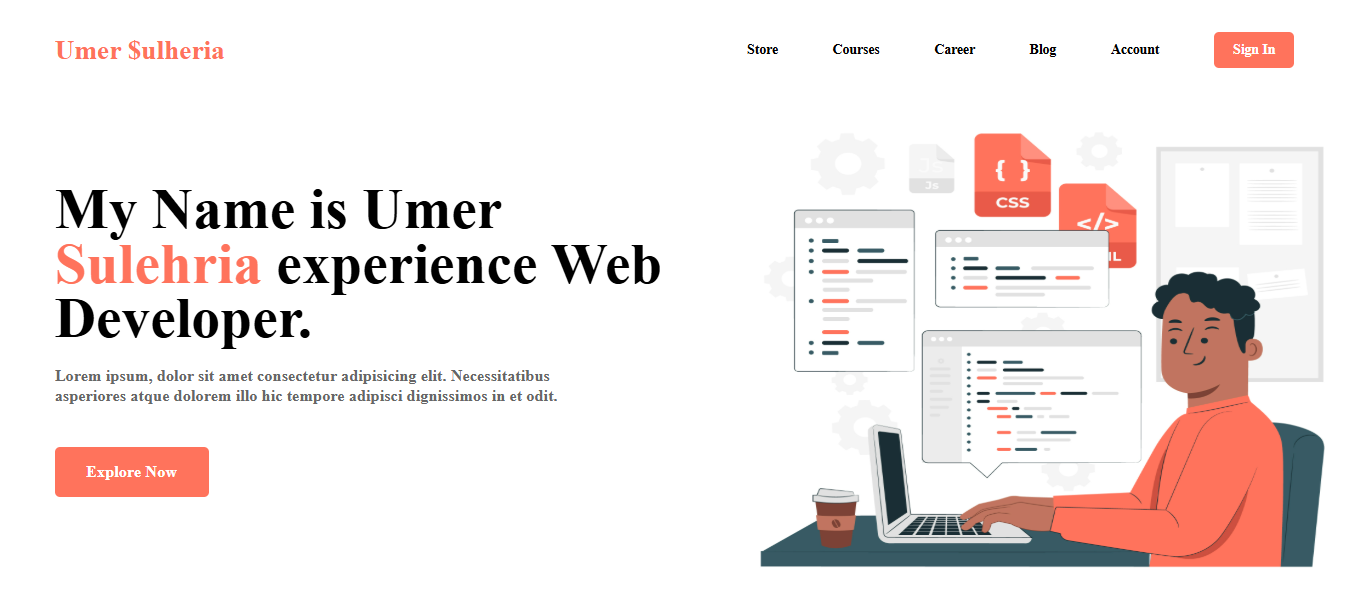 Umer $ulheria
Store Courses Career Blog Account Sign In
My Name is Umer
Sulehria experience Web
Developer.
Lorem ipsum, dolor sit amet consectetur adipisicing elit. Necessitatibus
asperiores atque dolorem illo hic tempore adipisci dignissimos in et odit.
Explore Now
Js
Js
{ }
CSS
</>